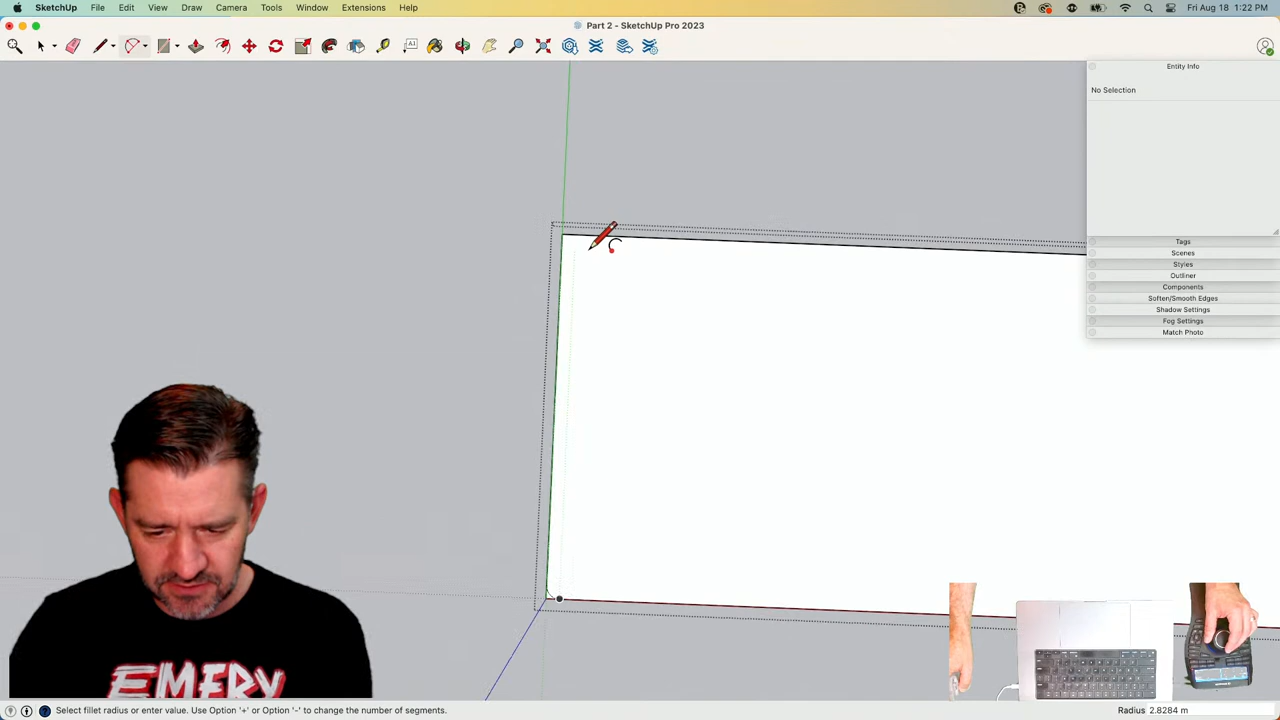 SketchUp File Edit View Draw Camera Tools Window Extensions Help Fri Aug 18 1:22 PM
Part 2 - SketchUp Pro 2023
A1
Entity Info
No Selection
Tags
Scenes
Styles
Outliner
Components
Soften/Smooth Edges
Shadow Settings
Fog Settings
Match Photo
EMERY
Select fillet radius or enter value. Use Option '+' or Option '-' to change the number of segments. Radius 2.8284 m